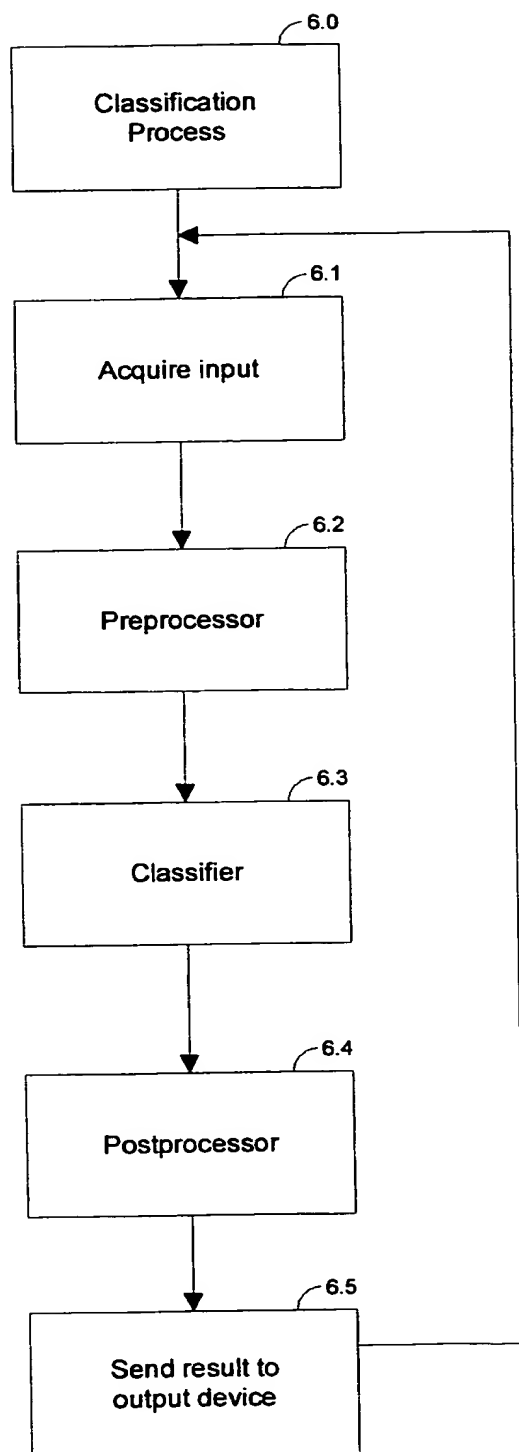 6.0
Classification
Process
6.1
Acquire input
6.2
Preprocessor
6.3
Classifier
6.4
Postprocessor
6.5
Send result to
output device